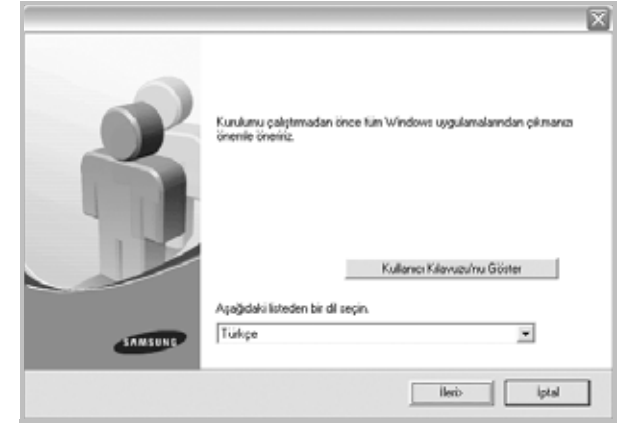 Kurulumu çalıştırmadan önce tüm Windows uygulamalarından çıkmanızı
önemle öneririz.
Kullanıcı Kılavuzu'nu Göster
Aşağıdaki listeden bir dil seçin.
Türkçe
SAMSUNG
İleri>
İptal